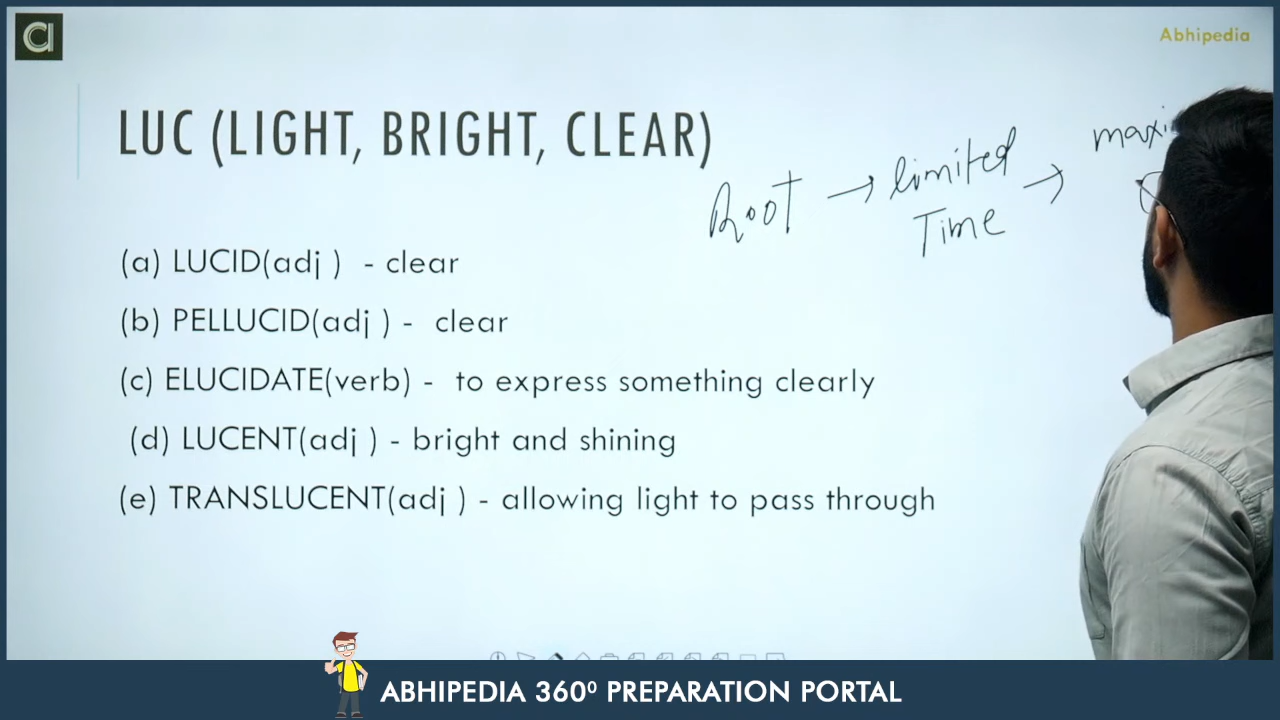 Abhipedia
LUC (LIGHT, BRIGHT, CLEAR)
Root → limited Time →
(a) LUCID(adj ) - clear
(b) PELLUCID(adj ) - clear
(c) ELUCIDATE(verb) - to express something clearly
(d) LUCENT(adj ) - bright and shining
(e) TRANSLUCENT(adj ) - allowing light to pass through
ABHIPEDIA 360⁰ PREPARATION PORTAL